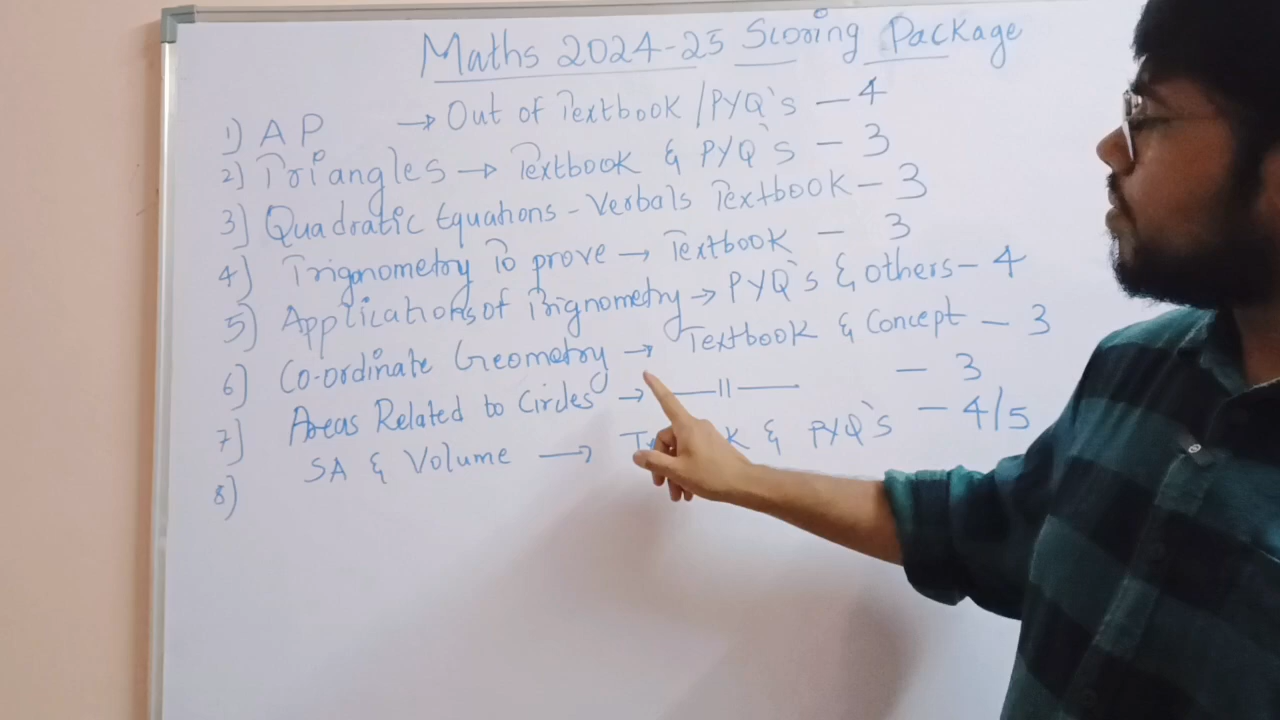 Maths 2024-25 Scoring Package
1) A P → Out of Textbook / PYQ's - 4
2) Triangles → Textbook & PYQ's - 3
3) Quadratic Equations - Verbals Textbook - 3
4) Trignometry To prove → Textbook - 3
5) Applications of Trignometry → PYQ's & others - 4
6) Co-ordinate Geometry → Textbook & Concept - 3
7) Areas Related to Circles → —— 11 —— - 3
8) SA & Volume → & PYQ's - 4/5